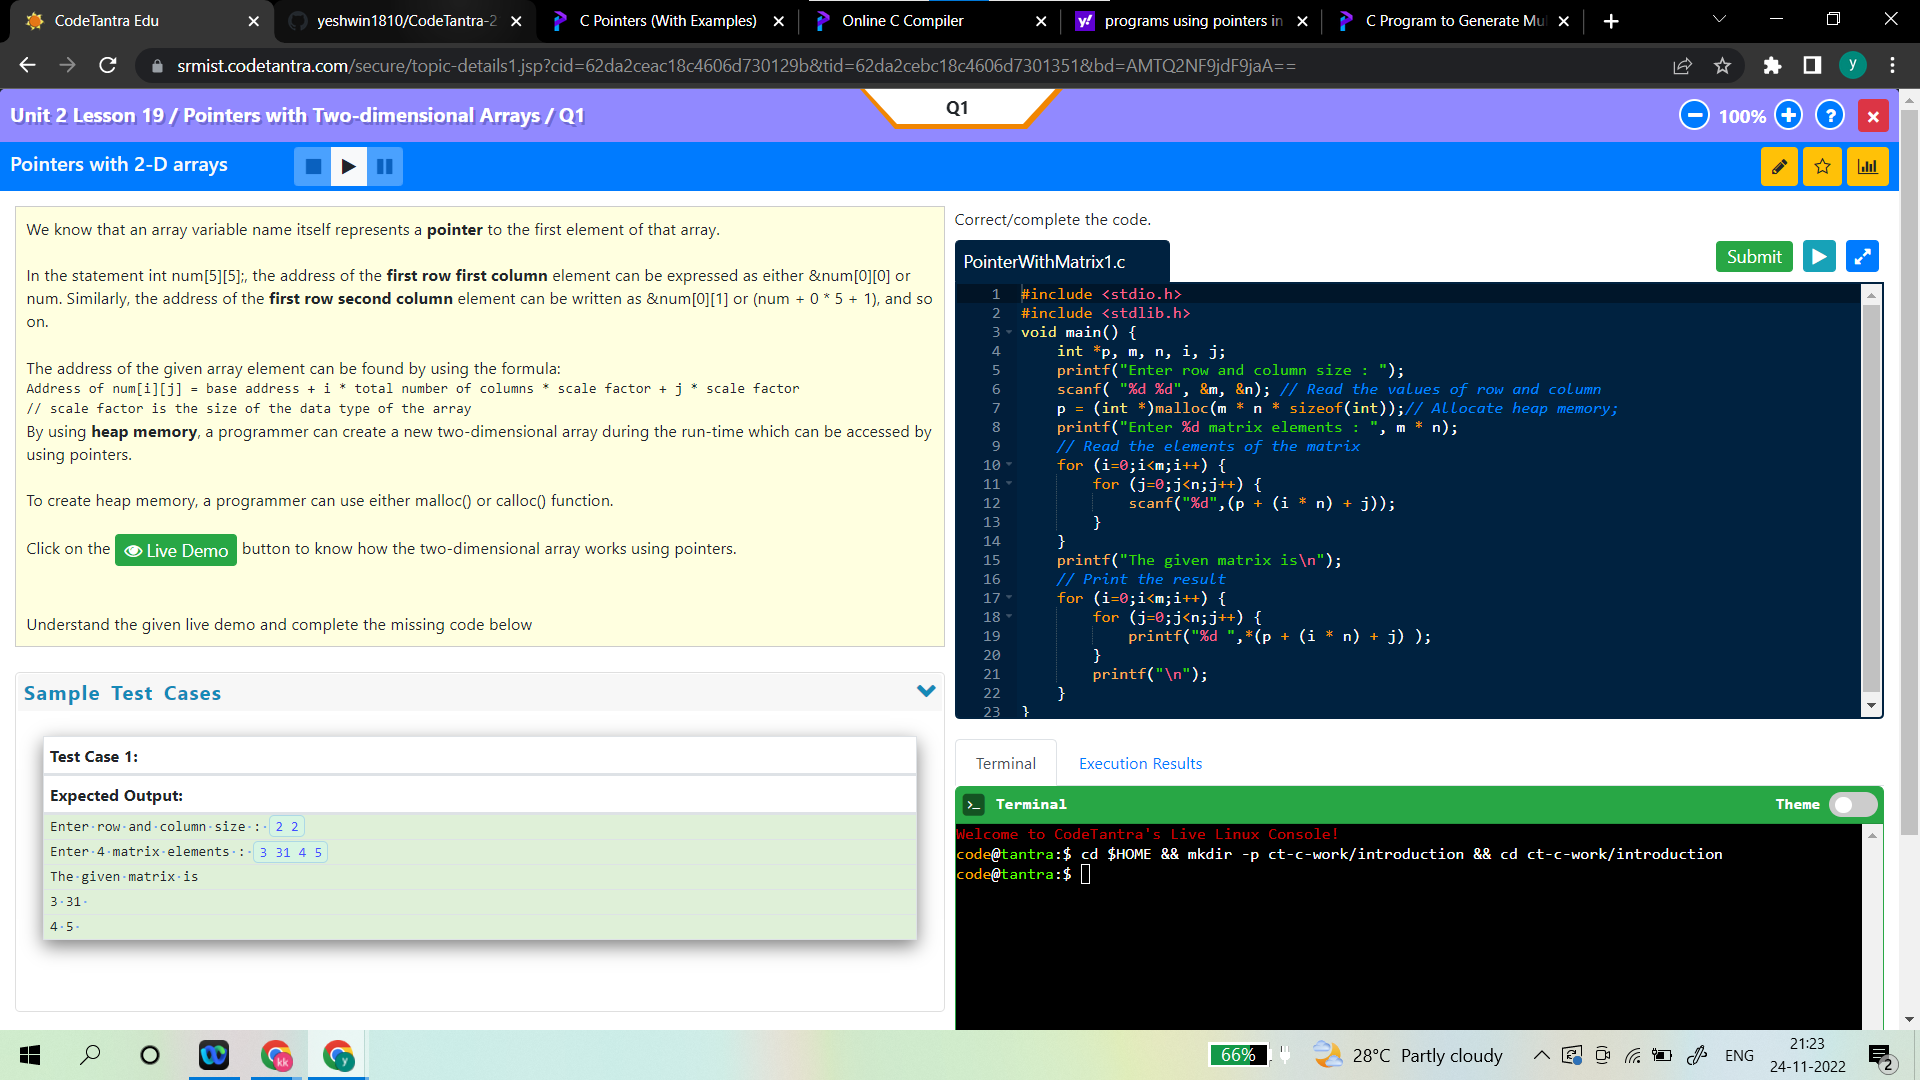 CodeTantra Edu
yeshwin1810/CodeTantra-2
C Pointers (With Examples)
Online C Compiler
programs using pointers in
C Program to Generate Mul
srmist.codetantra.com/secure/topic-details1.jsp?cid=62da2ceac18c4606d730129b&tid=62da2cebc18c4606d7301351&bd=AMTQ2NF9jdF9jaA==
y
Unit 2 Lesson 19 / Pointers with Two-dimensional Arrays / Q1
Q1
100%
?
Pointers with 2-D arrays
We know that an array variable name itself represents a pointer to the first element of that array.
In the statement int num[5][5];, the address of the first row first column element can be expressed as either &num[0][0] or
num. Similarly, the address of the first row second column element can be written as &num[0][1] or (num + 0 * 5 + 1), and so
on.
The address of the given array element can be found by using the formula:
Address of num[i][j] = base address + i * total number of columns * scale factor + j * scale factor
// scale factor is the size of the data type of the array
By using heap memory, a programmer can create a new two-dimensional array during the run-time which can be accessed by
using pointers.
To create heap memory, a programmer can use either malloc() or calloc() function.
Click on the Live Demo button to know how the two-dimensional array works using pointers.
Understand the given live demo and complete the missing code below
Sample Test Cases
Test Case 1:
Expected Output:
Enter·row·and·column·size·:· 2 2
Enter·4·matrix·elements·:· 3 31 4 5
The·given·matrix·is
3·31·
4·5·
Correct/complete the code.
PointerWithMatrix1.c
Submit
1 #include <stdio.h>
2 #include <stdlib.h>
3 void main() {
4 int *p, m, n, i, j;
5 printf("Enter row and column size : ");
6 scanf( "%d %d", &m, &n); // Read the values of row and column
7 p = (int *)malloc(m * n * sizeof(int));// Allocate heap memory;
8 printf("Enter %d matrix elements : ", m * n);
9 // Read the elements of the matrix
10 for (i=0;i<m;i++) {
11 for (j=0;j<n;j++) {
12 scanf("%d",(p + (i * n) + j));
13 }
14 }
15 printf("The given matrix is\n");
16 // Print the result
17 for (i=0;i<m;i++) {
18 for (j=0;j<n;j++) {
19 printf("%d ",*(p + (i * n) + j) );
20 }
21 printf("\n");
22 }
23 }
Terminal
Execution Results
Terminal
Theme
Welcome to CodeTantra's Live Linux Console!
code@tantra:$ cd $HOME && mkdir -p ct-c-work/introduction && cd ct-c-work/introduction
code@tantra:$
kk
y
66%
28°C Partly cloudy
ENG
21:23
24-11-2022
2